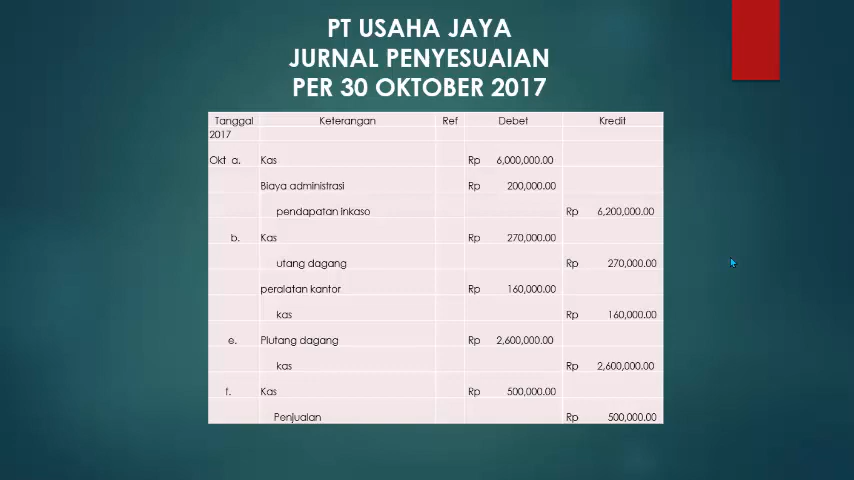 PT USAHA JAYA
JURNAL PENYESUAIAN
PER 30 OKTOBER 2017
Tanggal Keterangan Ref Debet Kredit
2017
Okt a. Kas Rp 6,000,000.00
Biaya administrasi Rp 200,000.00
pendapatan inkaso Rp 6,200,000.00
b. Kas Rp 270,000.00
utang dagang Rp 270,000.00
peralatan kantor Rp 160,000.00
kas Rp 160,000.00
e. Piutang dagang Rp 2,600,000.00
kas Rp 2,600,000.00
f. Kas Rp 500,000.00
Penjualan Rp 500,000.00